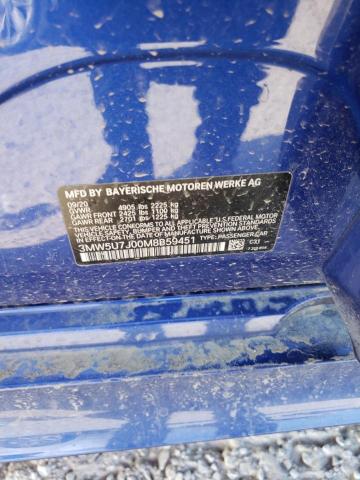 MFD BY BAYERISCHE MOTOREN WERKE AG
09/20
GVWR 4905 lbs 2225 kg
GAWR FRONT 2425 lbs 1100 kg
GAWR REAR 2701 lbs 1225 kg
THIS VEHICLE CONFORMS TO ALL APPLICABLE U.S. FEDERAL MOTOR
VEHICLE SAFETY, BUMPER, AND THEFT PREVENTION STANDARDS IN
EFFECT ON THE DATE OF MANUFACTURE SHOWN ABOVE.
3MW5U7J00M8B59451 TYPE: PASSENGER CAR
C31